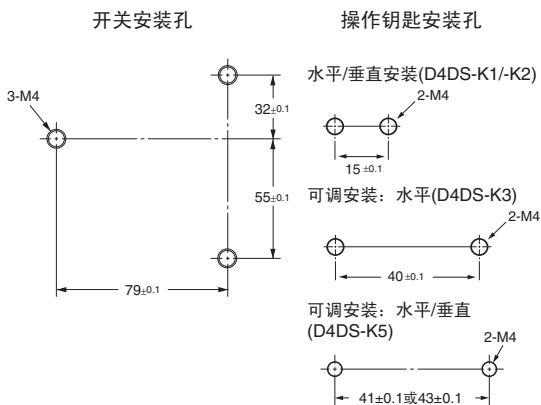 开关安装孔
3-M4
32±0.1
55±0.1
79±0.1
操作钥匙安装孔
水平/垂直安装(D4DS-K1/-K2)
2-M4
15±0.1
可调安装：水平(D4DS-K3)
2-M4
40±0.1
可调安装：水平/垂直
(D4DS-K5)
2-M4
41±0.1或43±0.1